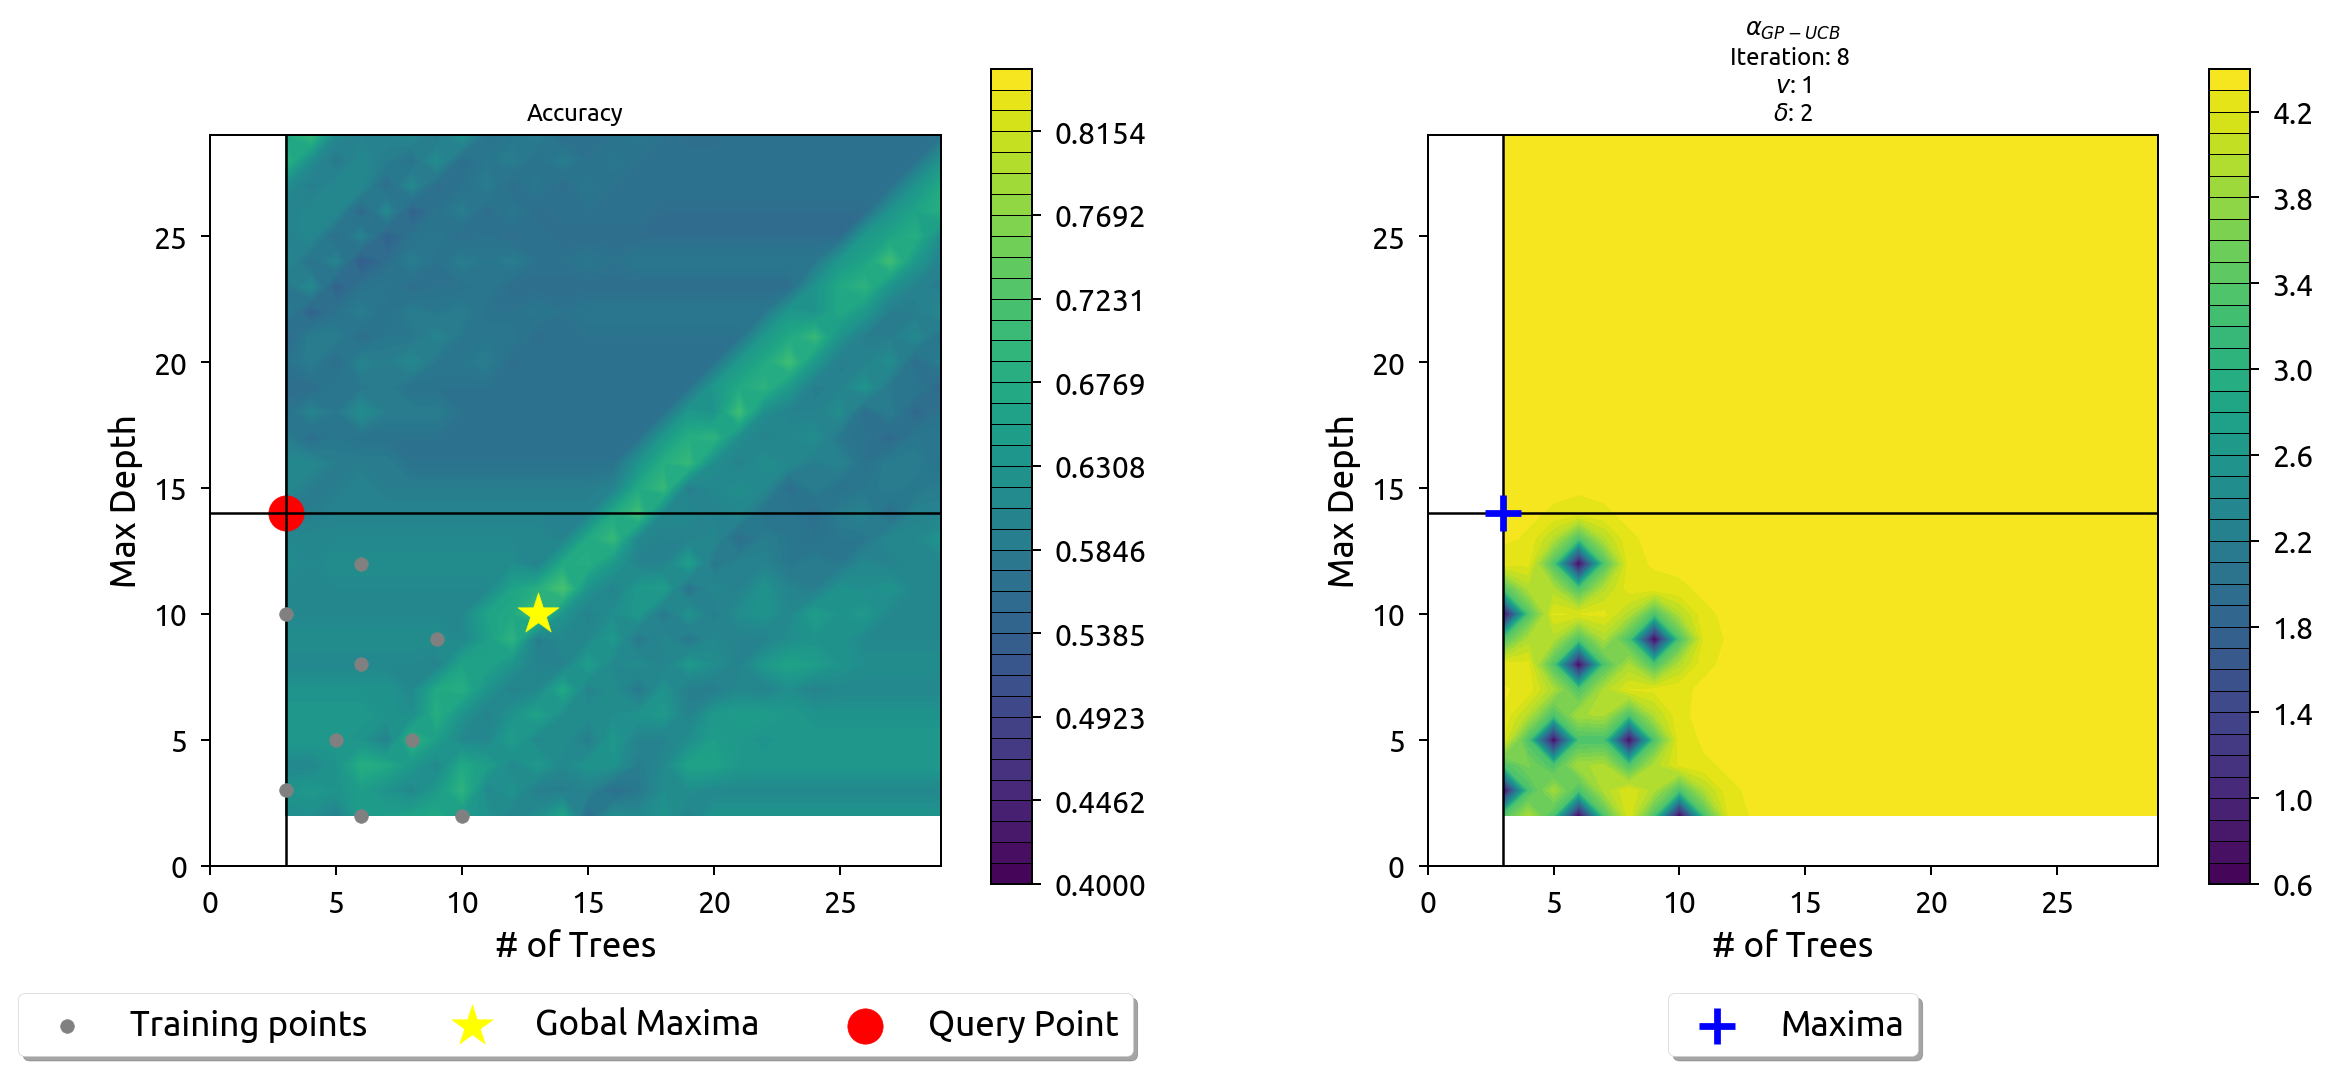 Accuracy
Max Depth
25
20
15
10
5
0
0 5 10 15 20 25
# of Trees
0.8154
0.7692
0.7231
0.6769
0.6308
0.5846
0.5385
0.4923
0.4462
0.4000
Training points Gobal Maxima Query Point
α_GP−UCB
Iteration: 8
ν: 1
δ: 2
Max Depth
25
20
15
10
5
0
0 5 10 15 20 25
# of Trees
4.2
3.8
3.4
3.0
2.6
2.2
1.8
1.4
1.0
0.6
Maxima